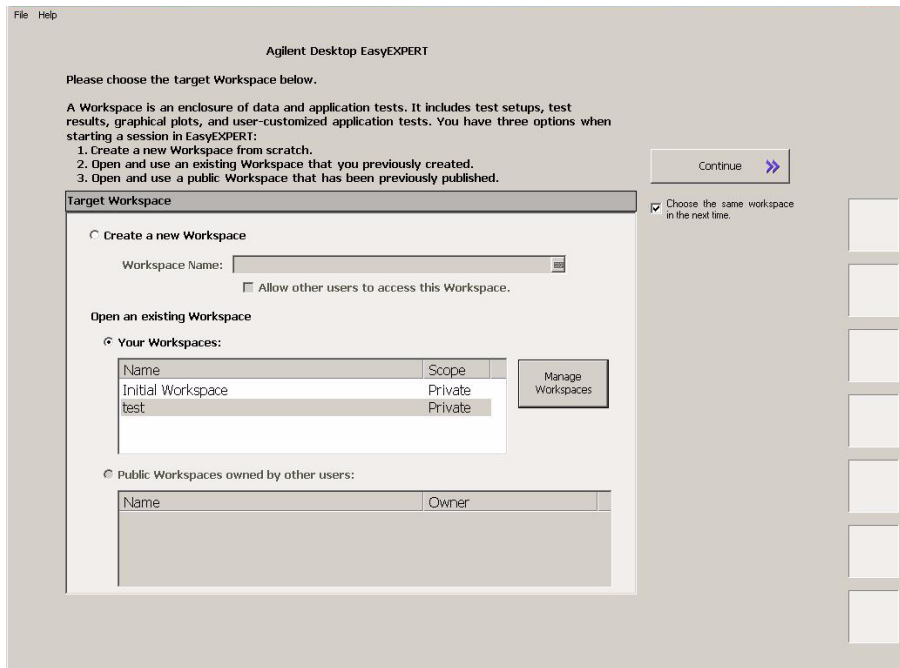 File Help
Agilent Desktop EasyEXPERT
Please choose the target Workspace below.
A Workspace is an enclosure of data and application tests. It includes test setups, test
results, graphical plots, and user-customized application tests. You have three options when
starting a session in EasyEXPERT:
1. Create a new Workspace from scratch.
2. Open and use an existing Workspace that you previously created.
3. Open and use a public Workspace that has been previously published.
Continue
Choose the same workspace
in the next time.
Target Workspace
Create a new Workspace
Workspace Name:
Allow other users to access this Workspace.
Open an existing Workspace
Your Workspaces:
Name Scope
Initial Workspace Private
test Private
Manage
Workspaces
Public Workspaces owned by other users:
Name Owner